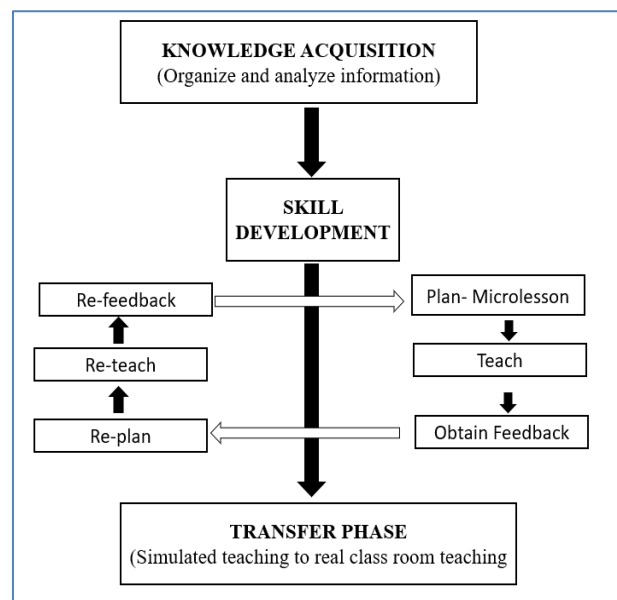 KNOWLEDGE ACQUISITION
(Organize and analyze information)
SKILL
DEVELOPMENT
Re-feedback
Plan- Microlesson
Re-teach
Teach
Re-plan
Obtain Feedback
TRANSFER PHASE
(Simulated teaching to real class room teaching